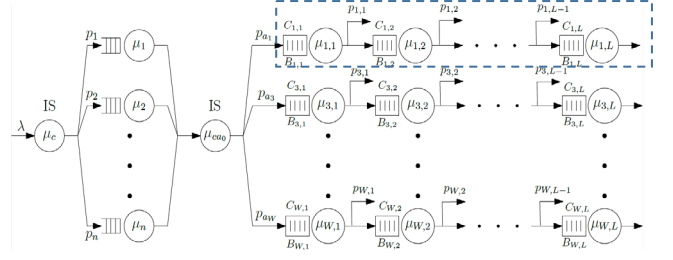 p1,1 p1,2 p1,L−1
C1,1 C1,2 C1,L
p1 pa1
μ1 μ1,1 μ1,2 μ1,L
B1,1 B1,2 B1,L
p3,1 p3,2 p3,L−1
IS p2 IS pa3 C3,1 C3,2 C3,L
μ2 μ3,1 μ3,2 μ3,L
B3,1 B3,2 B3,L
λ μc μca0
pW,1 pW,2 pW,L−1
CW,1 CW,2 CW,L
paW
pn μn μW,1 μW,2 μW,L
BW,1 BW,2 BW,L